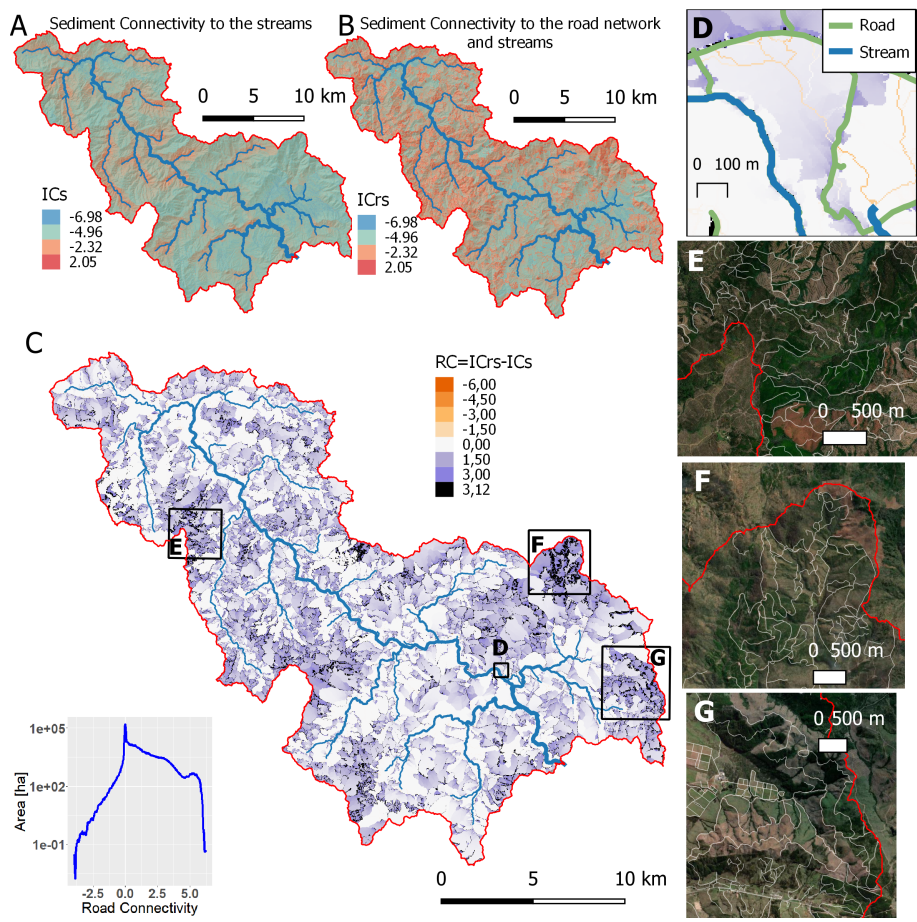 A
Sediment Connectivity to the streams
0 5 10 km
ICs
-6.98
-4.96
-2.32
2.05
B
Sediment Connectivity to the road network
and streams
0 5 10 km
ICrs
-6.98
-4.96
-2.32
2.05
D
Road
Stream
0 100 m
E
0 500 m
F
0 500 m
G
0 500 m
C
RC=ICrs-ICs
-6,00
-4,50
-3,00
-1,50
0,00
1,50
3,00
3,12
E
F
D
G
0 5 10 km
Area [ha]
1e+05
1e+02
1e-01
-2.5 0.0 2.5 5.0
Road Connectivity